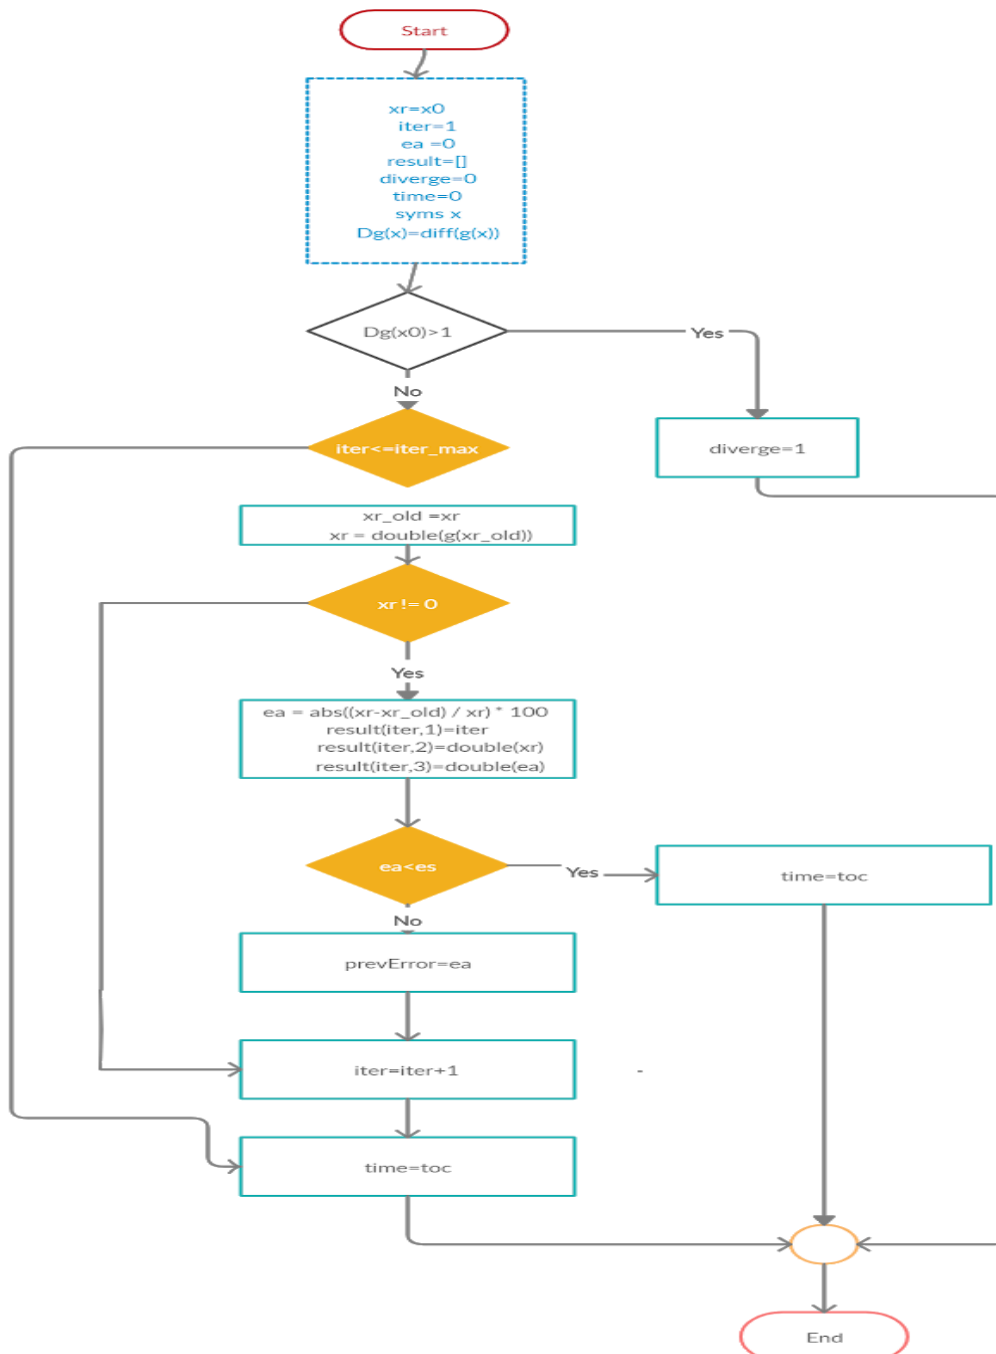 Start
xr=x0
iter=1
ea =0
result=[]
diverge=0
time=0
syms x
Dg(x)=diff(g(x))
Dg(x0)>1
Yes
No
iter<=iter_max
diverge=1
xr_old =xr
xr = double(g(xr_old))
xr != 0
Yes
ea = abs((xr-xr_old) / xr) * 100
result(iter,1)=iter
result(iter,2)=double(xr)
result(iter,3)=double(ea)
ea<es
Yes
time=toc
No
prevError=ea
iter=iter+1
-
time=toc
End